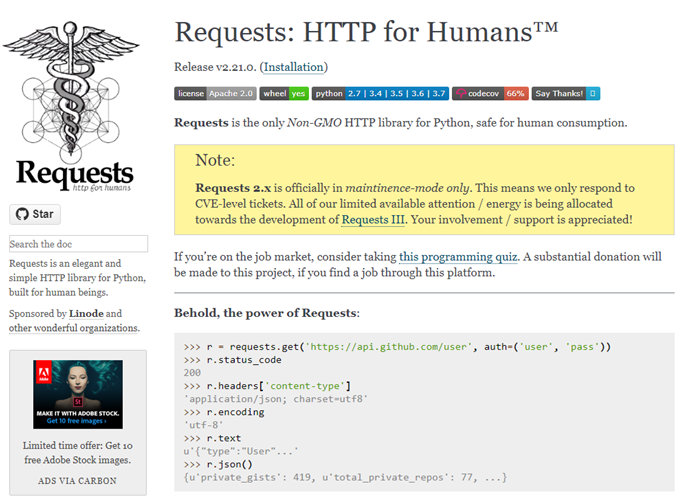 Requests
http for humans
Star
Search the doc
Requests is an elegant and
simple HTTP library for Python,
built for human beings.
Sponsored by Linode and
other wonderful organizations.
Adobe
St
MAKE IT WITH ADOBE STOCK.
Get 10 free images ›
Limited time offer: Get 10
free Adobe Stock images.
ADS VIA CARBON
Requests: HTTP for Humans™
Release v2.21.0. (Installation)
license Apache 2.0 wheel yes python 2.7 | 3.4 | 3.5 | 3.6 | 3.7 codecov 66% Say Thanks!
Requests is the only Non-GMO HTTP library for Python, safe for human consumption.
Note:
Requests 2.x is officially in maintinence-mode only. This means we only respond to
CVE-level tickets. All of our limited available attention / energy is being allocated
towards the development of Requests III. Your involvement / support is appreciated!
If you're on the job market, consider taking this programming quiz. A substantial donation will
be made to this project, if you find a job through this platform.
Behold, the power of Requests:
>>> r = requests.get('https://api.github.com/user', auth=('user', 'pass'))
>>> r.status_code
200
>>> r.headers['content-type']
'application/json; charset=utf8'
>>> r.encoding
'utf-8'
>>> r.text
u'{"type":"User"...'
>>> r.json()
{u'private_gists': 419, u'total_private_repos': 77, ...}